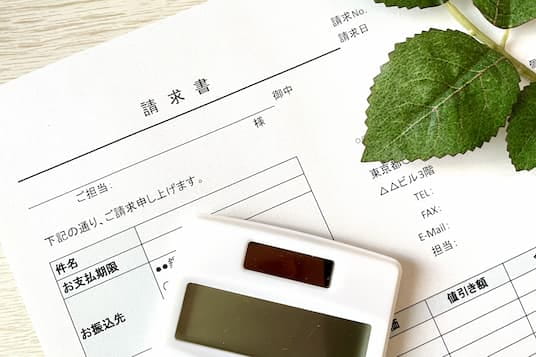 請求No.
請求日
請求書
御中
様
ご担当:
下記の通り、ご請求申し上げます。
件名
お支払期限
お振込先
東京都
△△ビル3階
TEL:
FAX:
E-Mail:
担当:
値引き額